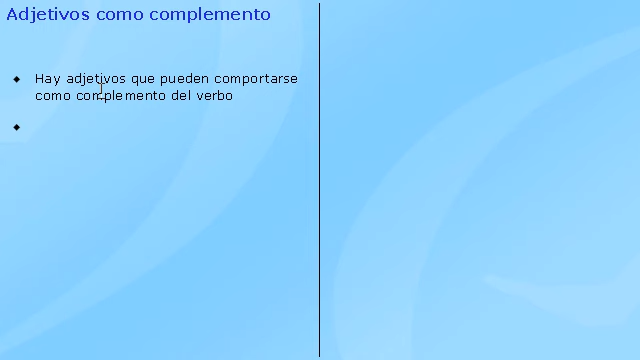 Adjetivos como complemento
Hay adjetivos que pueden comportarse
como complemento del verbo